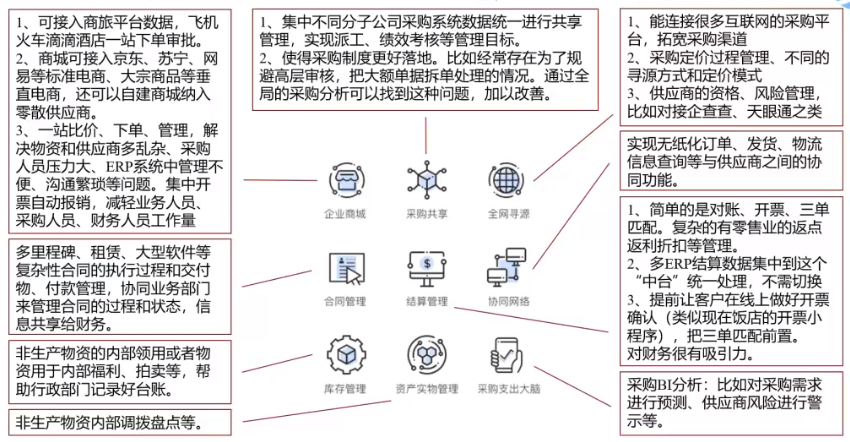 1、可接入商旅平台数据，飞机
火车滴滴酒店一站下单审批。
2、商城可接入京东、苏宁、网
易等标准电商、大宗商品等垂
直电商，还可以自建商城纳入
零散供应商。
3、一站比价、下单、管理，解
决物资和供应商多乱杂、采购
人员压力大、ERP系统中管理不
便、沟通繁琐等问题。集中开
票自动报销，减轻业务人员、
采购人员、财务人员工作量
1、集中不同分子公司采购系统数据统一进行共享
管理，实现派工、绩效考核等管理目标。
2、使得采购制度更好落地。比如经常存在为了规
避高层审核，把大额单据拆单处理的情况。通过全
局的采购分析可以找到这种问题，加以改善。
1、能连接很多互联网的采购平
台，拓宽采购渠道
2、采购定价过程管理、不同的
寻源方式和定价模式
3、供应商的资格、风险管理，
比如对接企查查、天眼通之类
实现无纸化订单、发货、物流
信息查询等与供应商之间的协
同功能。
企业商城
采购共享
全网寻源
多里程碑、租赁、大型软件等
复杂性合同的执行过程和交付
物、付款管理，协同业务部门
来管理合同的过程和状态，信
息共享给财务。
合同管理
结算管理
协同网络
1、简单的是对账、开票、三单
匹配。复杂的有零售业的返点
返利折扣等管理。
2、多ERP结算数据集中到这个
“中台”统一处理，不需切换
3、提前让客户在线上做好开票
确认（类似现在饭店的开票小
程序），把三单匹配前置。
对财务很有吸引力。
非生产物资的内部领用或者物
资用于内部福利、拍卖等，帮
助行政部门记录好台账。
库存管理
资产实物管理
采购支出大脑
采购BI分析：比如对采购需求
进行预测、供应商风险进行警
示等。
非生产物资内部调拨盘点等。